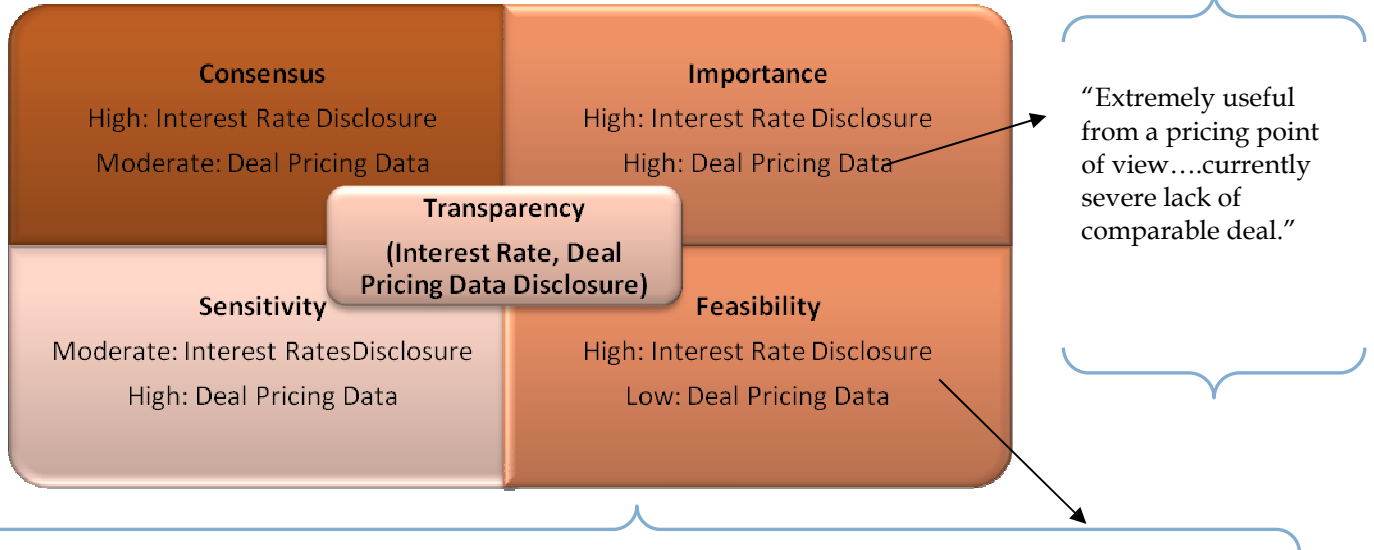 Consensus
High: Interest Rate Disclosure
Moderate: Deal Pricing Data
Importance
High: Interest Rate Disclosure
High: Deal Pricing Data
Transparency
(Interest Rate, Deal
Pricing Data Disclosure)
Sensitivity
Moderate: Interest RatesDisclosure
High: Deal Pricing Data
Feasibility
High: Interest Rate Disclosure
Low: Deal Pricing Data
“Extremely useful
from a pricing point
of view….currently
severe lack of
comparable deal.”